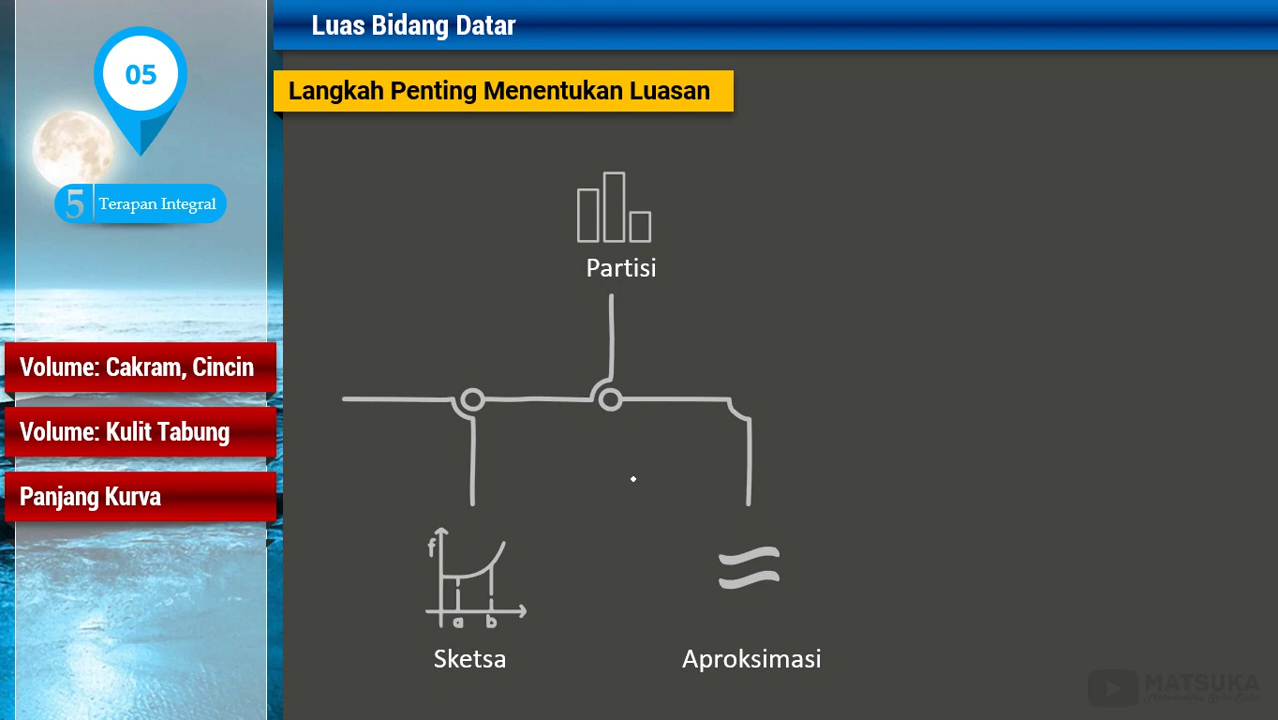 05
5 Terapan Integral
Volume: Cakram, Cincin
Volume: Kulit Tabung
Panjang Kurva
Luas Bidang Datar
Langkah Penting Menentukan Luasan
Partisi
f
a b
Sketsa
Aproksimasi
MATSUKA